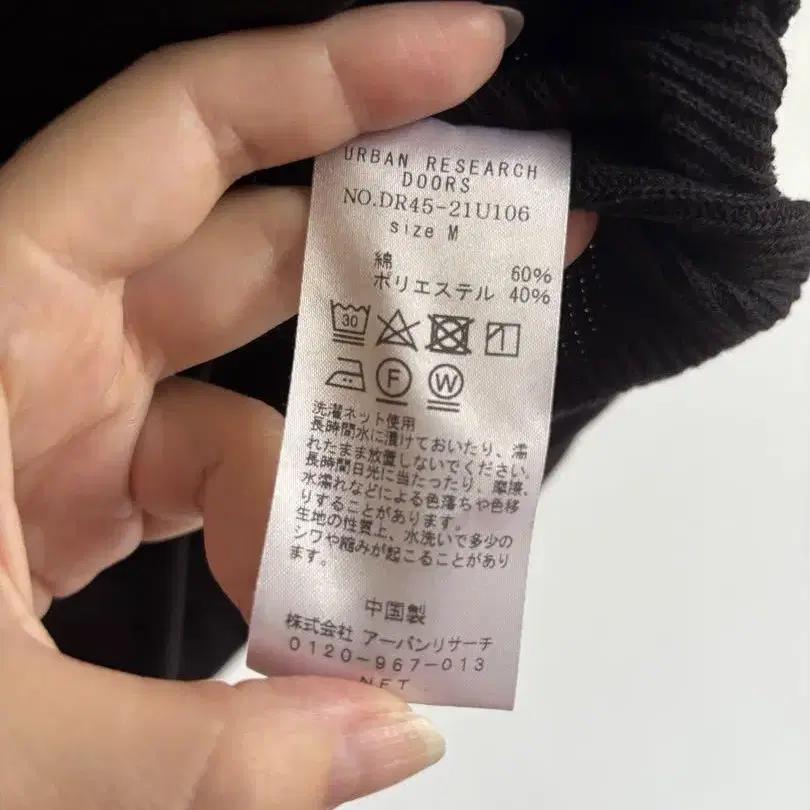 URBAN RESEARCH
DOORS
NO.DR45-21U106
size M
綿 60%
ポリエステル 40%
30
F W
洗濯ネット使用
長時間水に漬けておいたり、濡
れたまま放置しないでください。
長時間日光に当たったり、摩擦、
水濡れなどによる色落ちや色移
りすることがあります。
生地の性質上、水洗いで多少の
シワや縮みが起こることがあり
ます。
中国製
株式会社 アーバンリサーチ
0120-967-013
NFT